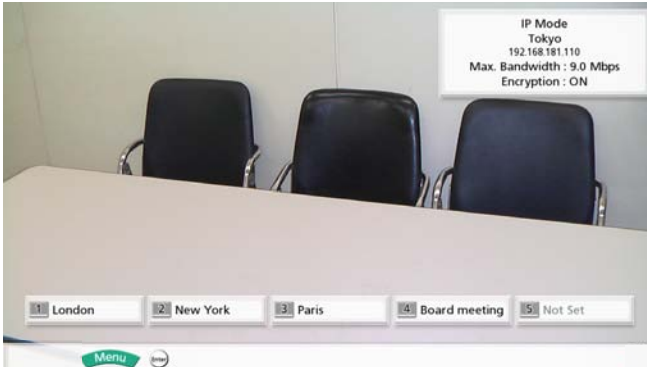 IP Mode
Tokyo
192.168.181.110
Max. Bandwidth : 9.0 Mbps
Encryption : ON
1 London
2 New York
3 Paris
4 Board meeting
5 Not Set
Menu
Enter